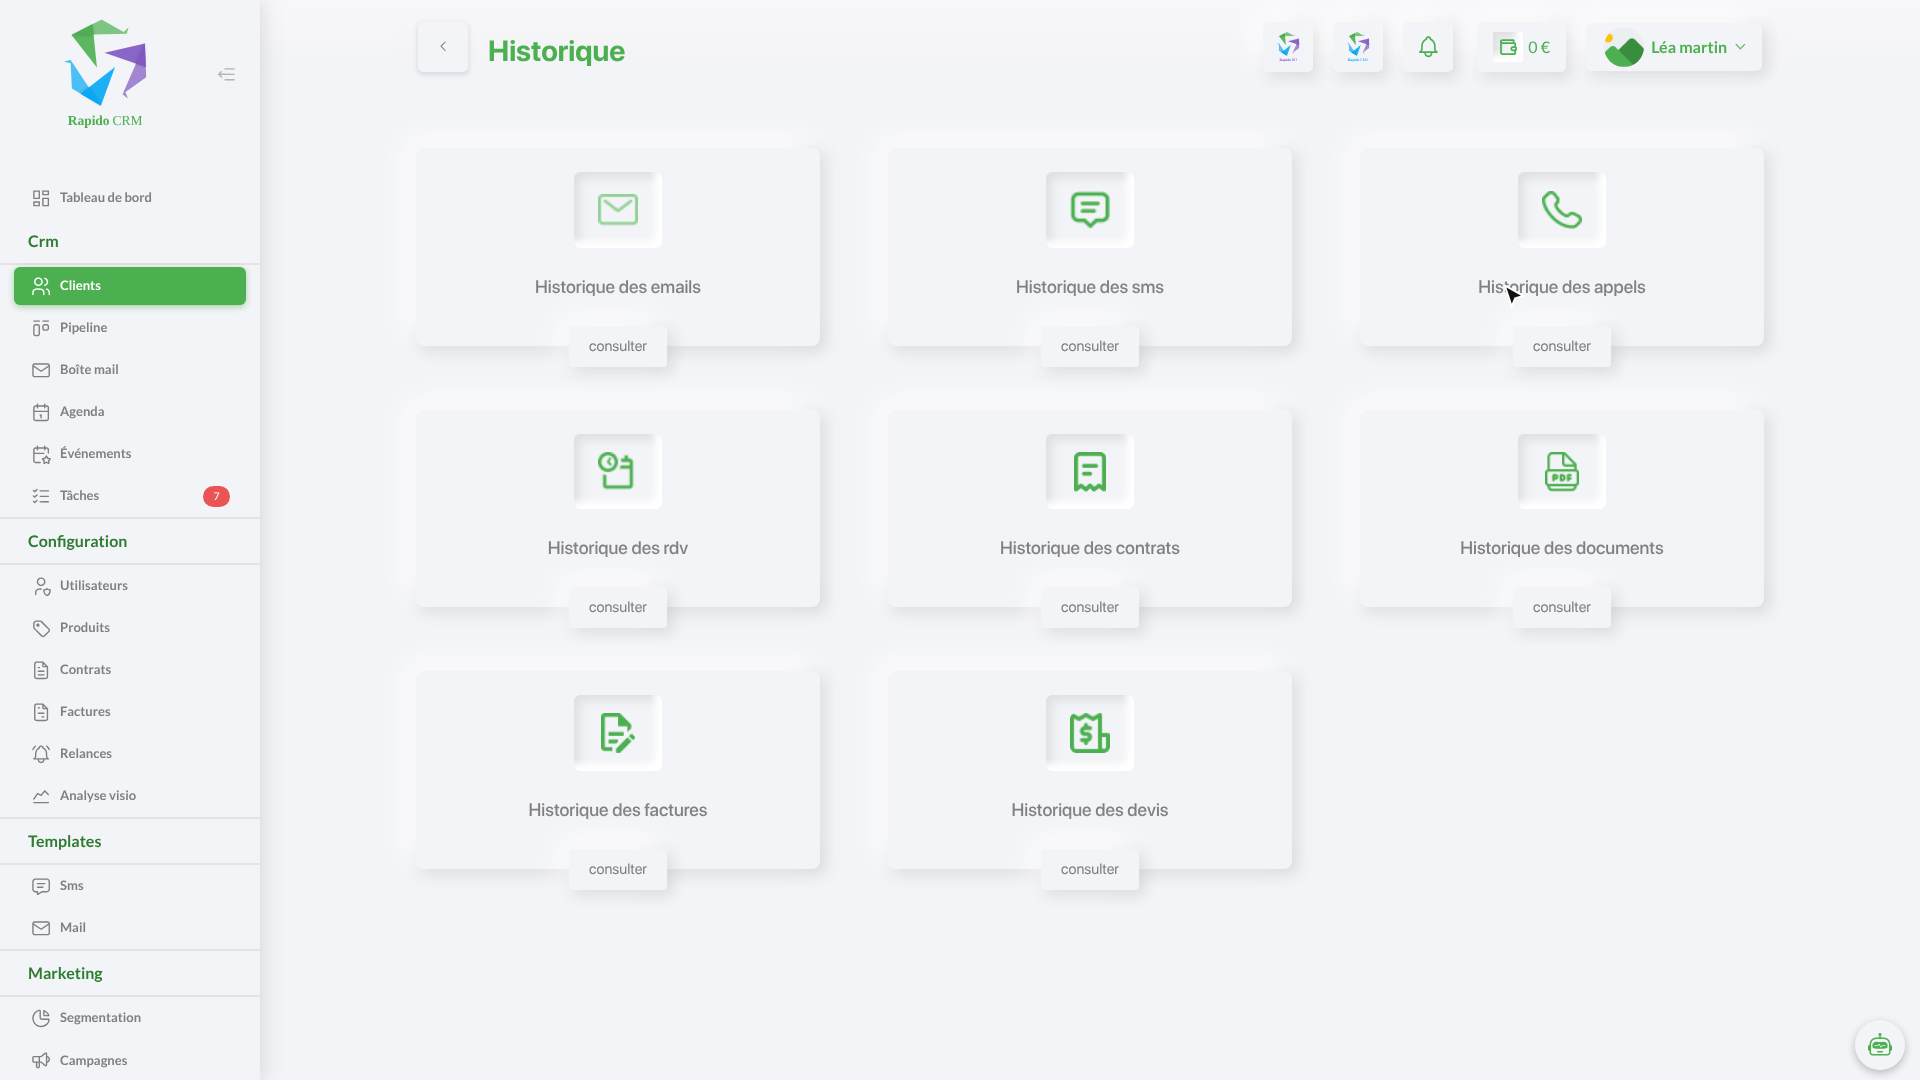 Rapido CRM
Tableau de bord
Crm
Clients
Pipeline
Boîte mail
Agenda
Événements
Tâches
7
Configuration
Utilisateurs
Produits
Contrats
Factures
Relances
Analyse visio
Templates
Sms
Mail
Marketing
Segmentation
Campagnes
Historique
0 €
Léa martin
Historique des emails
consulter
Historique des sms
consulter
Historique des appels
consulter
Historique des rdv
consulter
Historique des contrats
consulter
PDF
Historique des documents
consulter
Historique des factures
consulter
Historique des devis
consulter